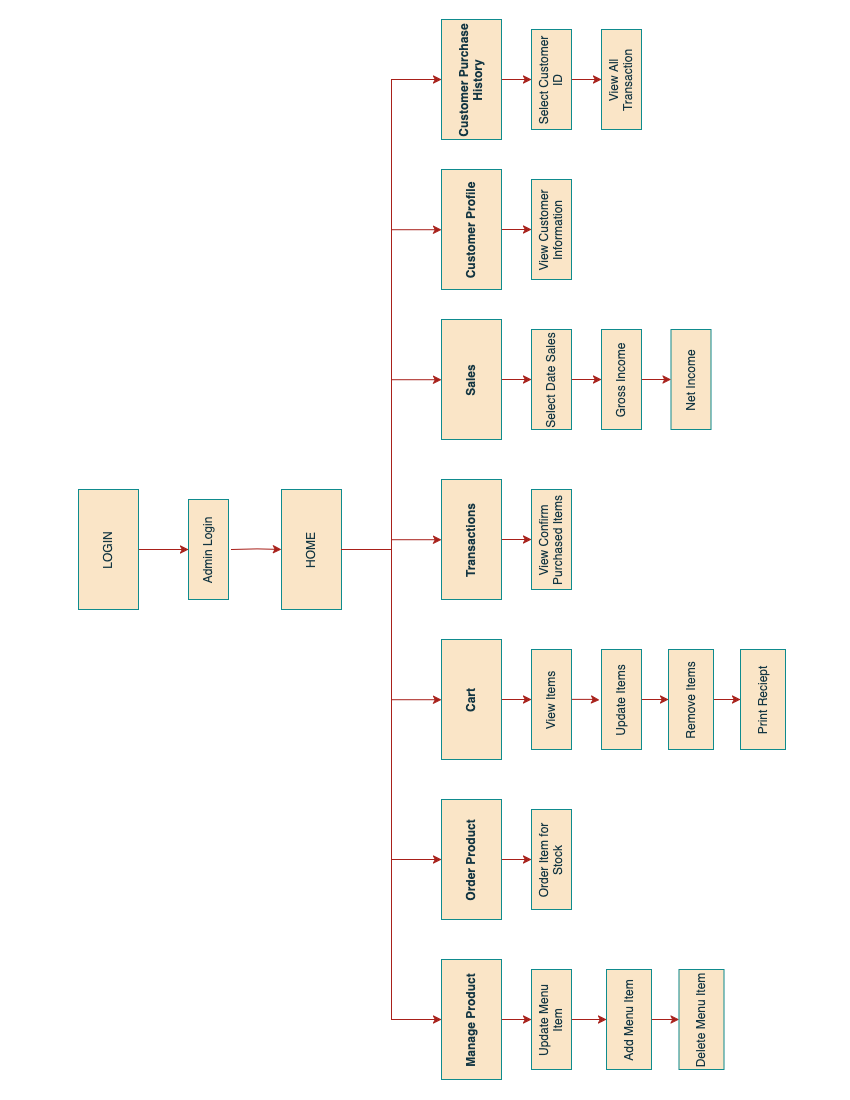 LOGIN
Admin Login
HOME
Manage Product
Update Menu
Item
Add Menu Item
Delete Menu Item
Order Product
Order Item for
Stock
Cart
View Items
Update Items
Remove Items
Print Reciept
Transactions
View Confirm
Purchased Items
Sales
Select Date Sales
Gross Income
Net Income
Customer Profile
View Customer
Information
Customer Purchase
History
Select Customer
ID
View All
Transaction